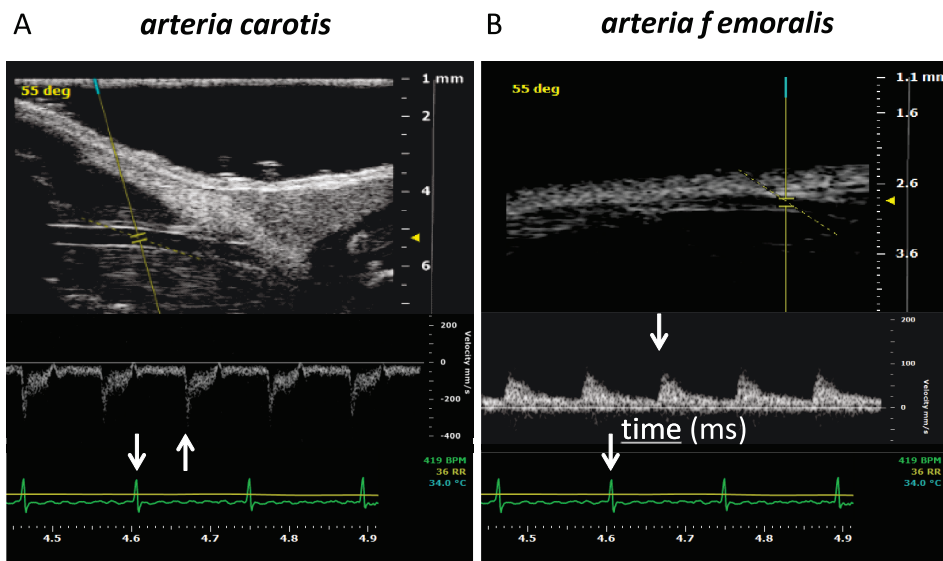 A
arteria carotis
B
arteria f emoralis
55 deg
1 mm
2
4
6
55 deg
1.1 mm
1.6
2.6
3.6
200
0
-200
-400
Velocity mm/s
200
100
0
Velocity mm/s
time (ms)
419 BPM
36 RR
34.0 °C
4.5 4.6 4.7 4.8 4.9
419 BPM
36 RR
34.0 °C
4.5 4.6 4.7 4.8 4.9